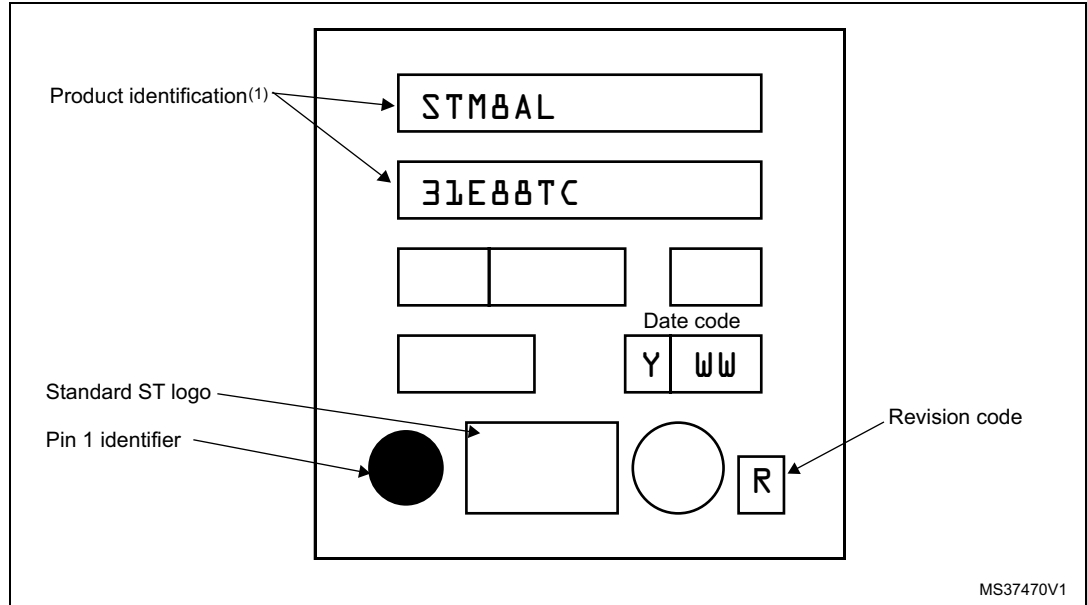 Product identification(1)
STM8AL
31E88TC
Date code
Y WW
Standard ST logo
Pin 1 identifier
Revision code
R
MS37470V1